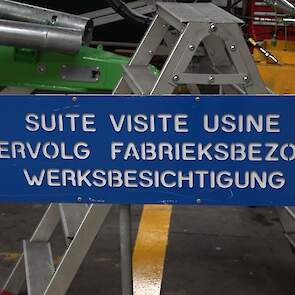 SUITE VISITE USINE
ERVOLG FABRIEKSBEZO
WERKSBESICHTIGUNG